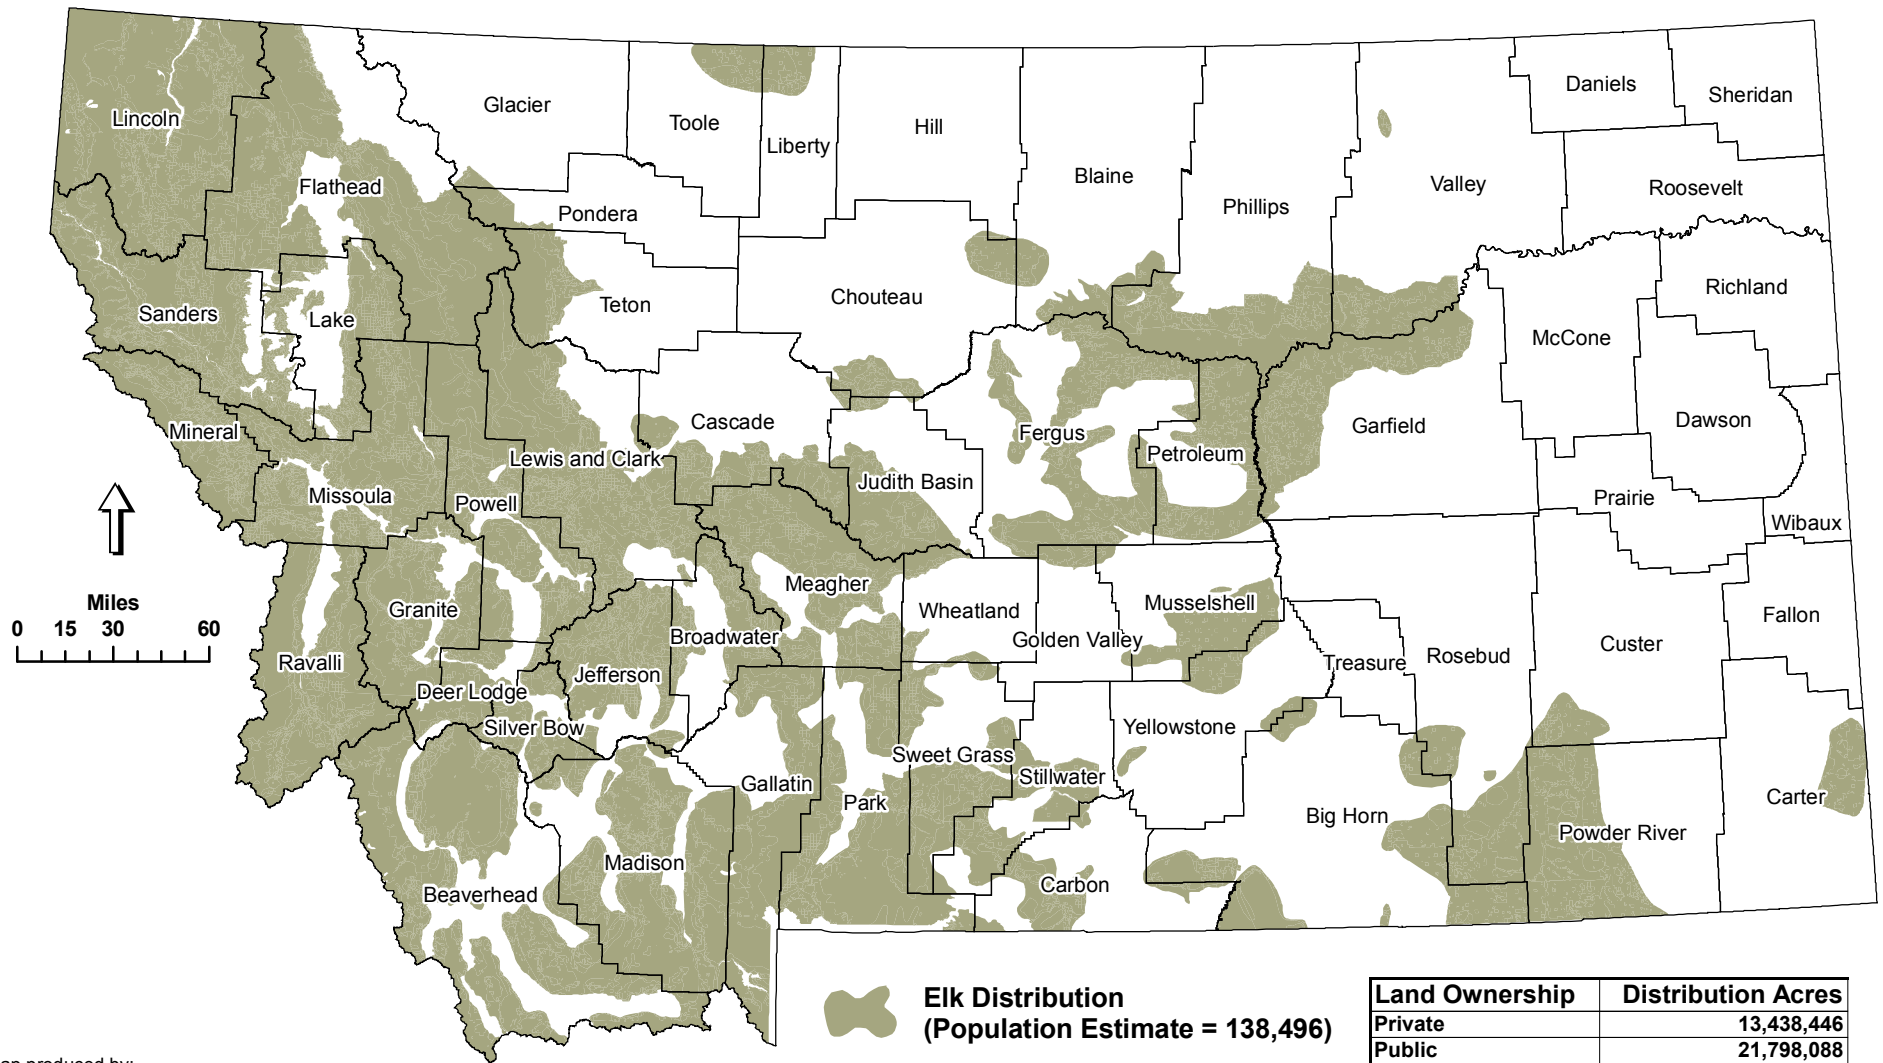 Lincoln
Flathead
Glacier
Toole
Liberty
Hill
Blaine
Phillips
Valley
Daniels
Sheridan
Roosevelt
Pondera
Teton
Chouteau
Richland
McCone
Sanders
Lake
Cascade
Fergus
Petroleum
Garfield
Dawson
Mineral
Missoula
Lewis and Clark
Powell
Judith Basin
Prairie
Wibaux
Miles
0 15 30 60
Granite
Ravalli
Meagher
Wheatland
Broadwater
Jefferson
Golden Valley
Musselshell
Treasure
Rosebud
Custer
Fallon
Deer Lodge
Silver Bow
Gallatin
Park
Sweet Grass
Stillwater
Yellowstone
Big Horn
Powder River
Carter
Madison
Beaverhead
Carbon
Elk Distribution
(Population Estimate = 138,496)
Land Ownership Distribution Acres
Private 13,438,446
Public 21,798,088